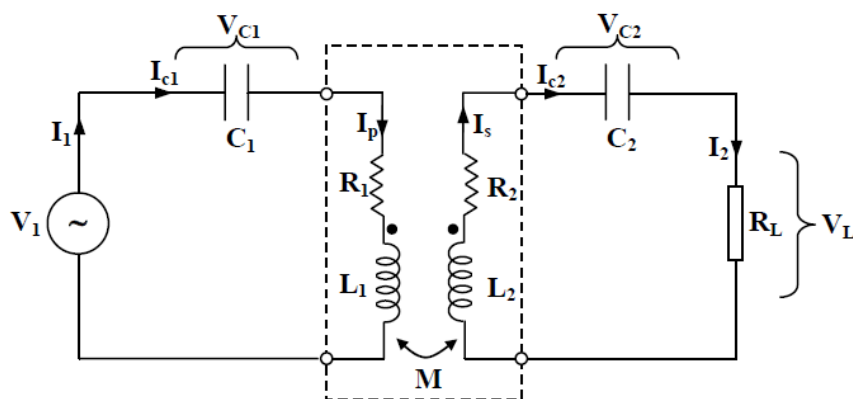 V_C1
V_C2
I_c1
I_c2
I_1
I_p
I_s
I_2
C_1
C_2
R_1
R_2
V_1
~
R_L
V_L
L_1
L_2
M